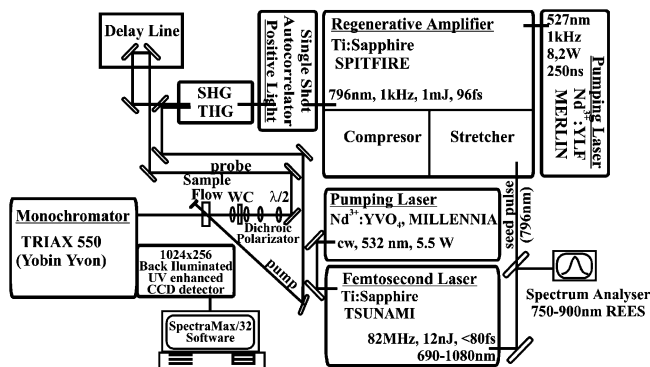 Delay Line
SHG
THG
Single Shot
Autocorrelator
Positive Light
Regenerative Amplifier
Ti:Sapphire
SPITFIRE
796nm, 1kHz, 1mJ, 96fs
Compresor
Stretcher
527nm
1kHz
8,2W
250ns
Pumping Laser
Nd³⁺:YLF
MERLIN
probe
Sample
Flow
WC
λ/2
Dichroic
Polarizator
pump
Monochromator
TRIAX 550
(Yobin Yvon)
1024x256
Back Iluminated
UV enhanced
CCD detector
SpectraMax/32
Software
Pumping Laser
Nd³⁺:YVO₄, MILLENNIA
cw, 532 nm, 5.5 W
Femtosecond Laser
Ti:Sapphire
TSUNAMI
82MHz, 12nJ, <80fs
690-1080nm
seed pulse
(796nm)
Spectrum Analyser
750-900nm REES